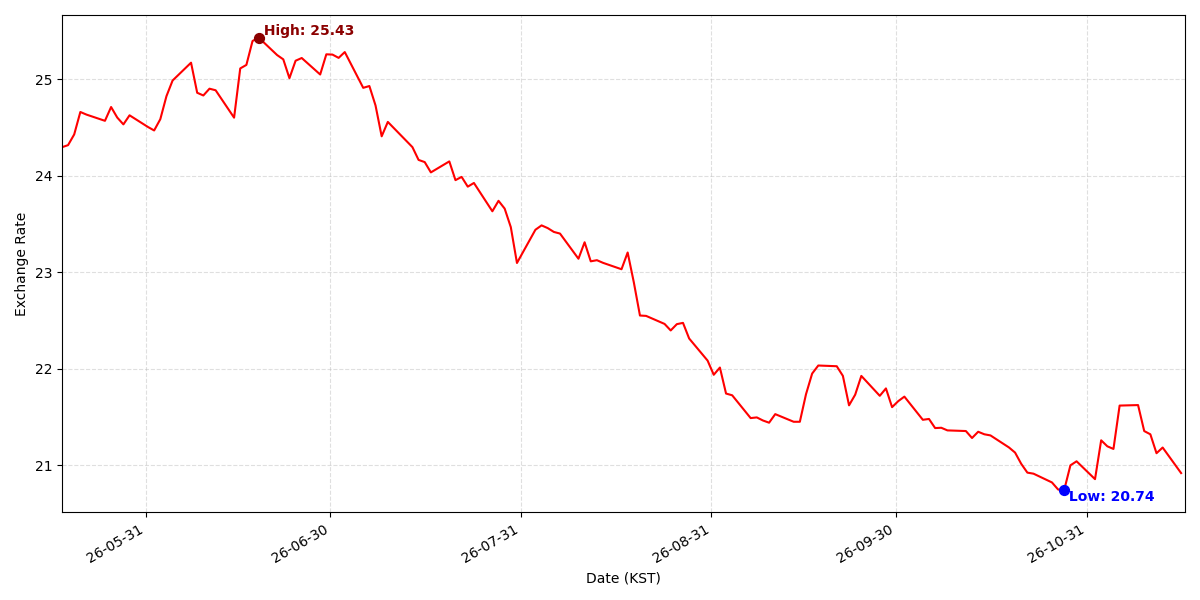 High: 25.43
25
24
23
22
21
Exchange Rate
Low: 20.74
26-05-31
26-06-30
26-07-31
26-08-31
26-09-30
26-10-31
Date (KST)